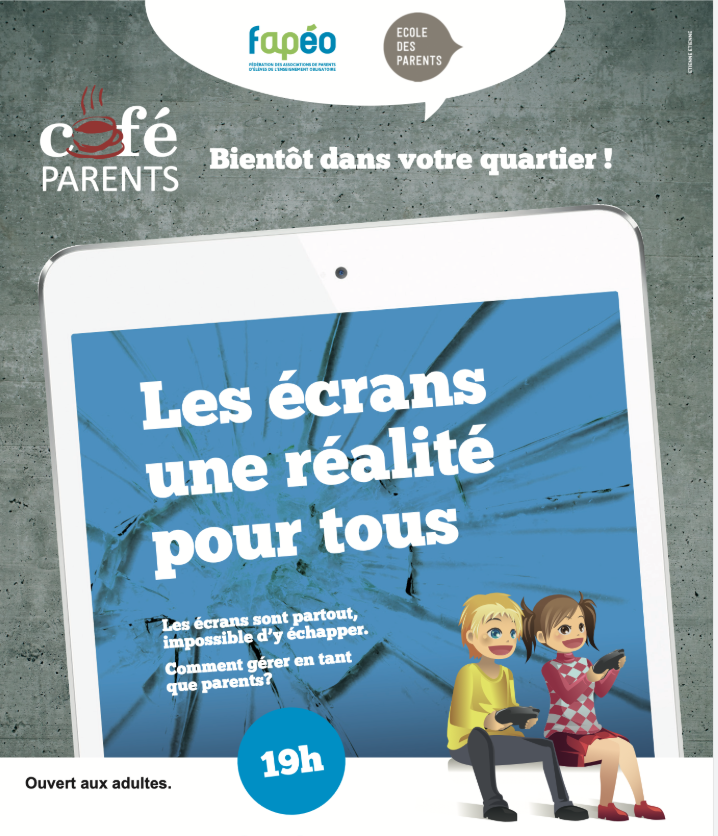 fapéo
FÉDÉRATION DES ASSOCIATIONS DE PARENTS
D'ÉLÈVES DE L'ENSEIGNEMENT OBLIGATOIRE
ECOLE
DES
PARENTS
ETIENNE ETIENNE
café
PARENTS
Bientôt dans votre quartier !
Les écrans
une réalité
pour tous
Les écrans sont partout,
impossible d'y échapper.
Comment gérer en tant
que parents?
19h
Ouvert aux adultes.